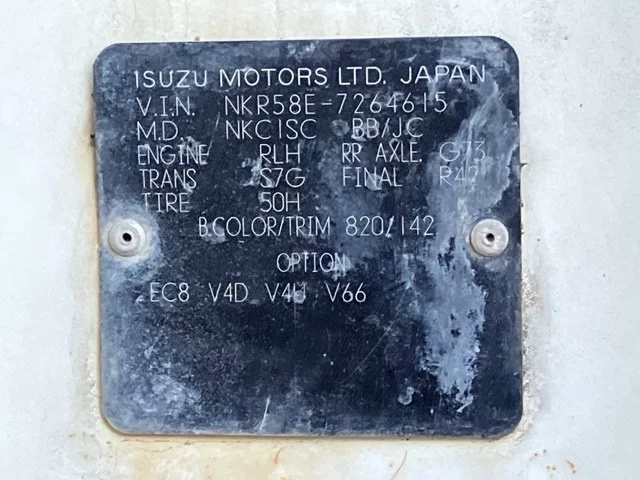 ISUZU MOTORS LTD. JAPAN
V.I.N. NKR58E-7264615
M.D. NKC1SC BB/JC
ENGINE RLH RR AXLE. G73
TRANS S7G FINAL R42
TIRE 50H
B.COLOR/TRIM 820/142
OPTION
EC8 V4D V4U V66